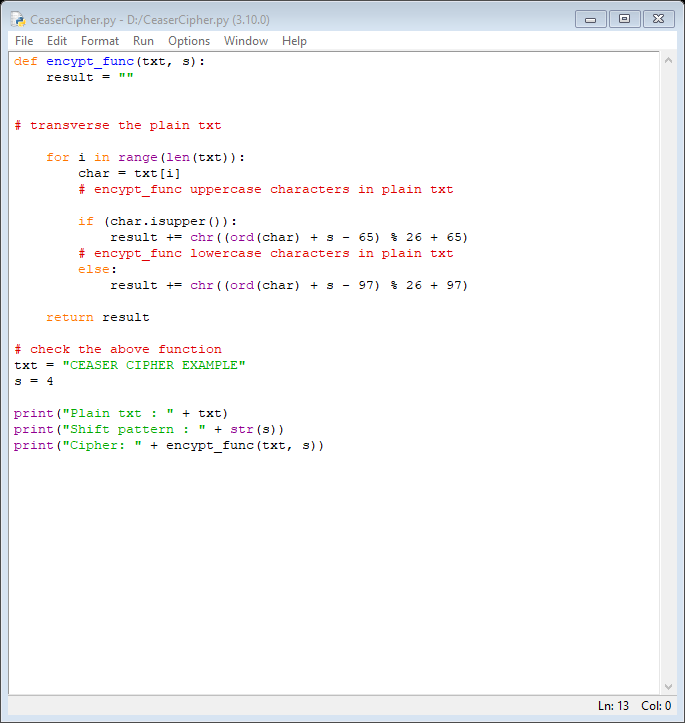 CeaserCipher.py - D:/CeaserCipher.py (3.10.0)
File Edit Format Run Options Window Help
def encypt_func(txt, s):
    result = ""
# transverse the plain txt
    for i in range(len(txt)):
        char = txt[i]
        # encypt_func uppercase characters in plain txt
        if (char.isupper()):
            result += chr((ord(char) + s - 65) % 26 + 65)
        # encypt_func lowercase characters in plain txt
        else:
            result += chr((ord(char) + s - 97) % 26 + 97)
    return result
# check the above function
txt = "CEASER CIPHER EXAMPLE"
s = 4
print("Plain txt : " + txt)
print("Shift pattern : " + str(s))
print("Cipher: " + encypt_func(txt, s))
Ln: 13 Col: 0